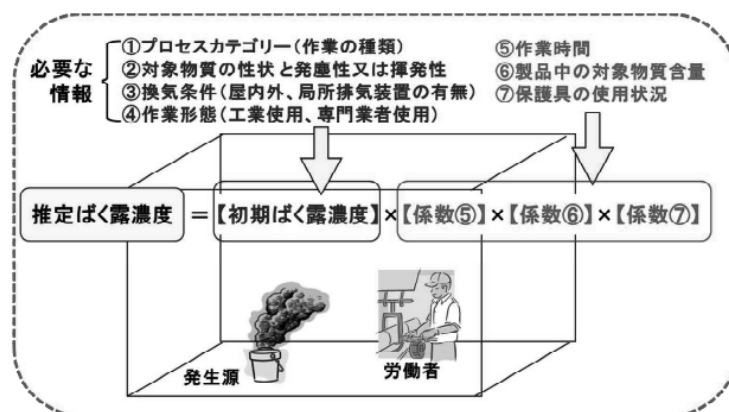 必要な情報
①プロセスカテゴリー（作業の種類）
②対象物質の性状と発塵性又は揮発性
③換気条件（屋内外、局所排気装置の有無）
④作業形態（工業使用、専門業者使用）
⑤作業時間
⑥製品中の対象物質含量
⑦保護具の使用状況
推定ばく露濃度 ＝【初期ばく露濃度】×【係数⑤】×【係数⑥】×【係数⑦】
発生源
労働者